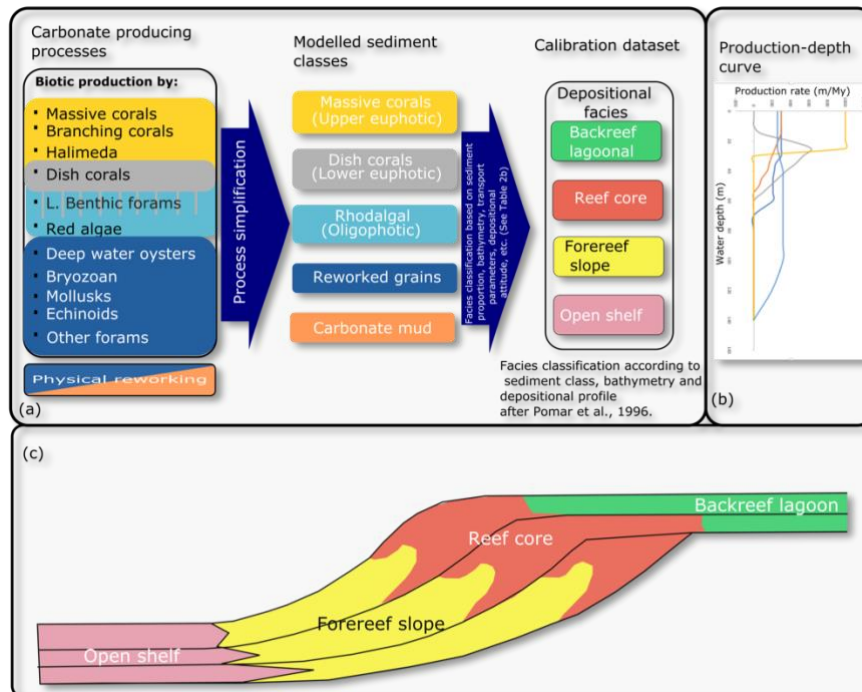 Carbonate producing
processes
Biotic production by:
· Massive corals
· Branching corals
· Halimeda
· Dish corals
· L. Benthic forams
· Red algae
· Deep water oysters
· Bryozoan
· Mollusks
· Echinoids
· Other forams
Physical reworking
(a)
Process simplification
Modelled sediment
classes
Massive corals
(Upper euphotic)
Dish corals
(Lower euphotic)
Rhodalgal
(Oligophotic)
Reworked grains
Carbonate mud
Facies classification based on sediment
proportion, bathymetry, transport
parameters, depositional
attitude, etc. (See Table 2b)
Calibration dataset
Depositional
facies
Backreef
lagoonal
Reef core
Forereef
slope
Open shelf
Facies classification according to
sediment class, bathymetry and
depositional profile
after Pomar et al., 1996.
Production-depth
curve
Production rate (m/My)
Water depth (m)
(b)
(c)
Backreef lagoon
Reef core
Forereef slope
Open shelf